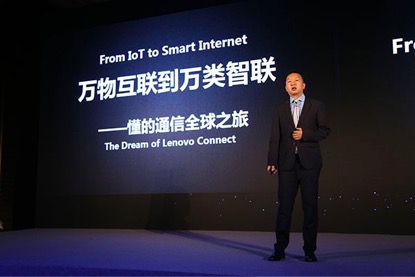 From IoT to Smart Internet
万物互联到万类智联
——懂的通信全球之旅
The Dream of Lenovo Connect
From